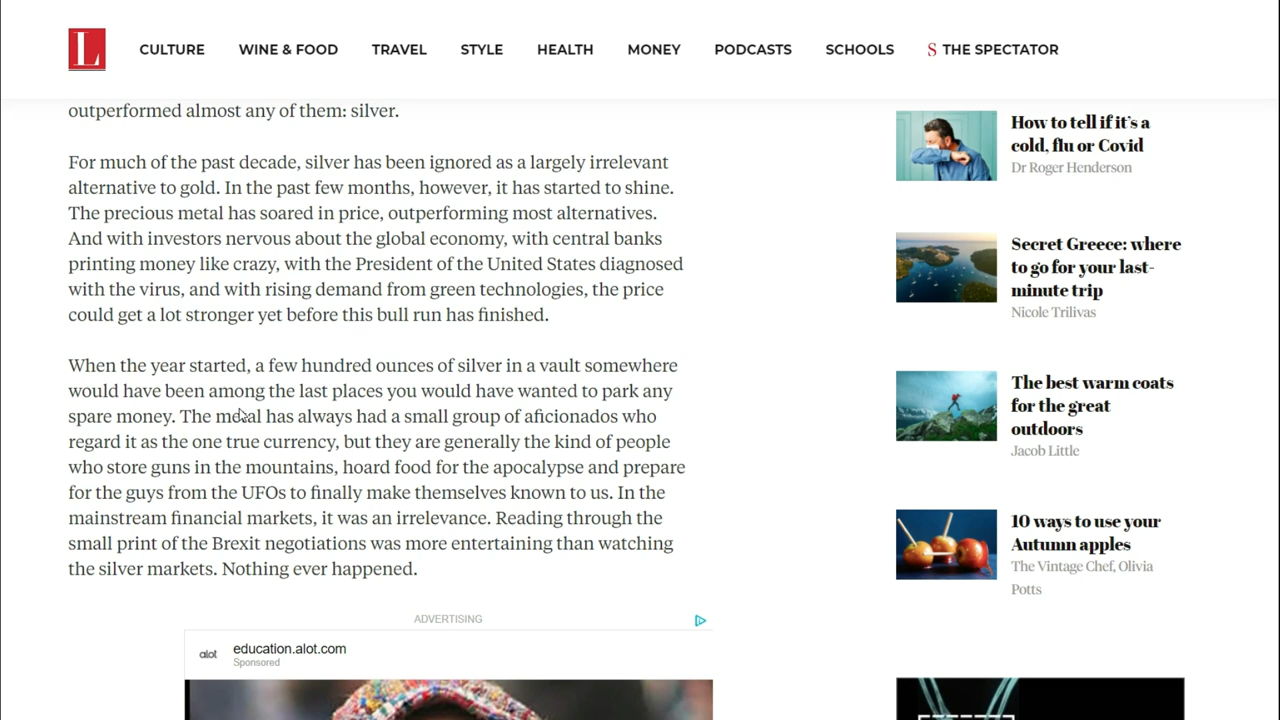 L
CULTURE WINE & FOOD TRAVEL STYLE HEALTH MONEY PODCASTS SCHOOLS S THE SPECTATOR
outperformed almost any of them: silver.
For much of the past decade, silver has been ignored as a largely irrelevant
alternative to gold. In the past few months, however, it has started to shine.
The precious metal has soared in price, outperforming most alternatives.
And with investors nervous about the global economy, with central banks
printing money like crazy, with the President of the United States diagnosed
with the virus, and with rising demand from green technologies, the price
could get a lot stronger yet before this bull run has finished.
When the year started, a few hundred ounces of silver in a vault somewhere
would have been among the last places you would have wanted to park any
spare money. The metal has always had a small group of aficionados who
regard it as the one true currency, but they are generally the kind of people
who store guns in the mountains, hoard food for the apocalypse and prepare
for the guys from the UFOs to finally make themselves known to us. In the
mainstream financial markets, it was an irrelevance. Reading through the
small print of the Brexit negotiations was more entertaining than watching
the silver markets. Nothing ever happened.
ADVERTISING
alot
education.alot.com
Sponsored
How to tell if it's a
cold, flu or Covid
Dr Roger Henderson
Secret Greece: where
to go for your last-
minute trip
Nicole Trilivas
The best warm coats
for the great
outdoors
Jacob Little
10 ways to use your
Autumn apples
The Vintage Chef, Olivia
Potts